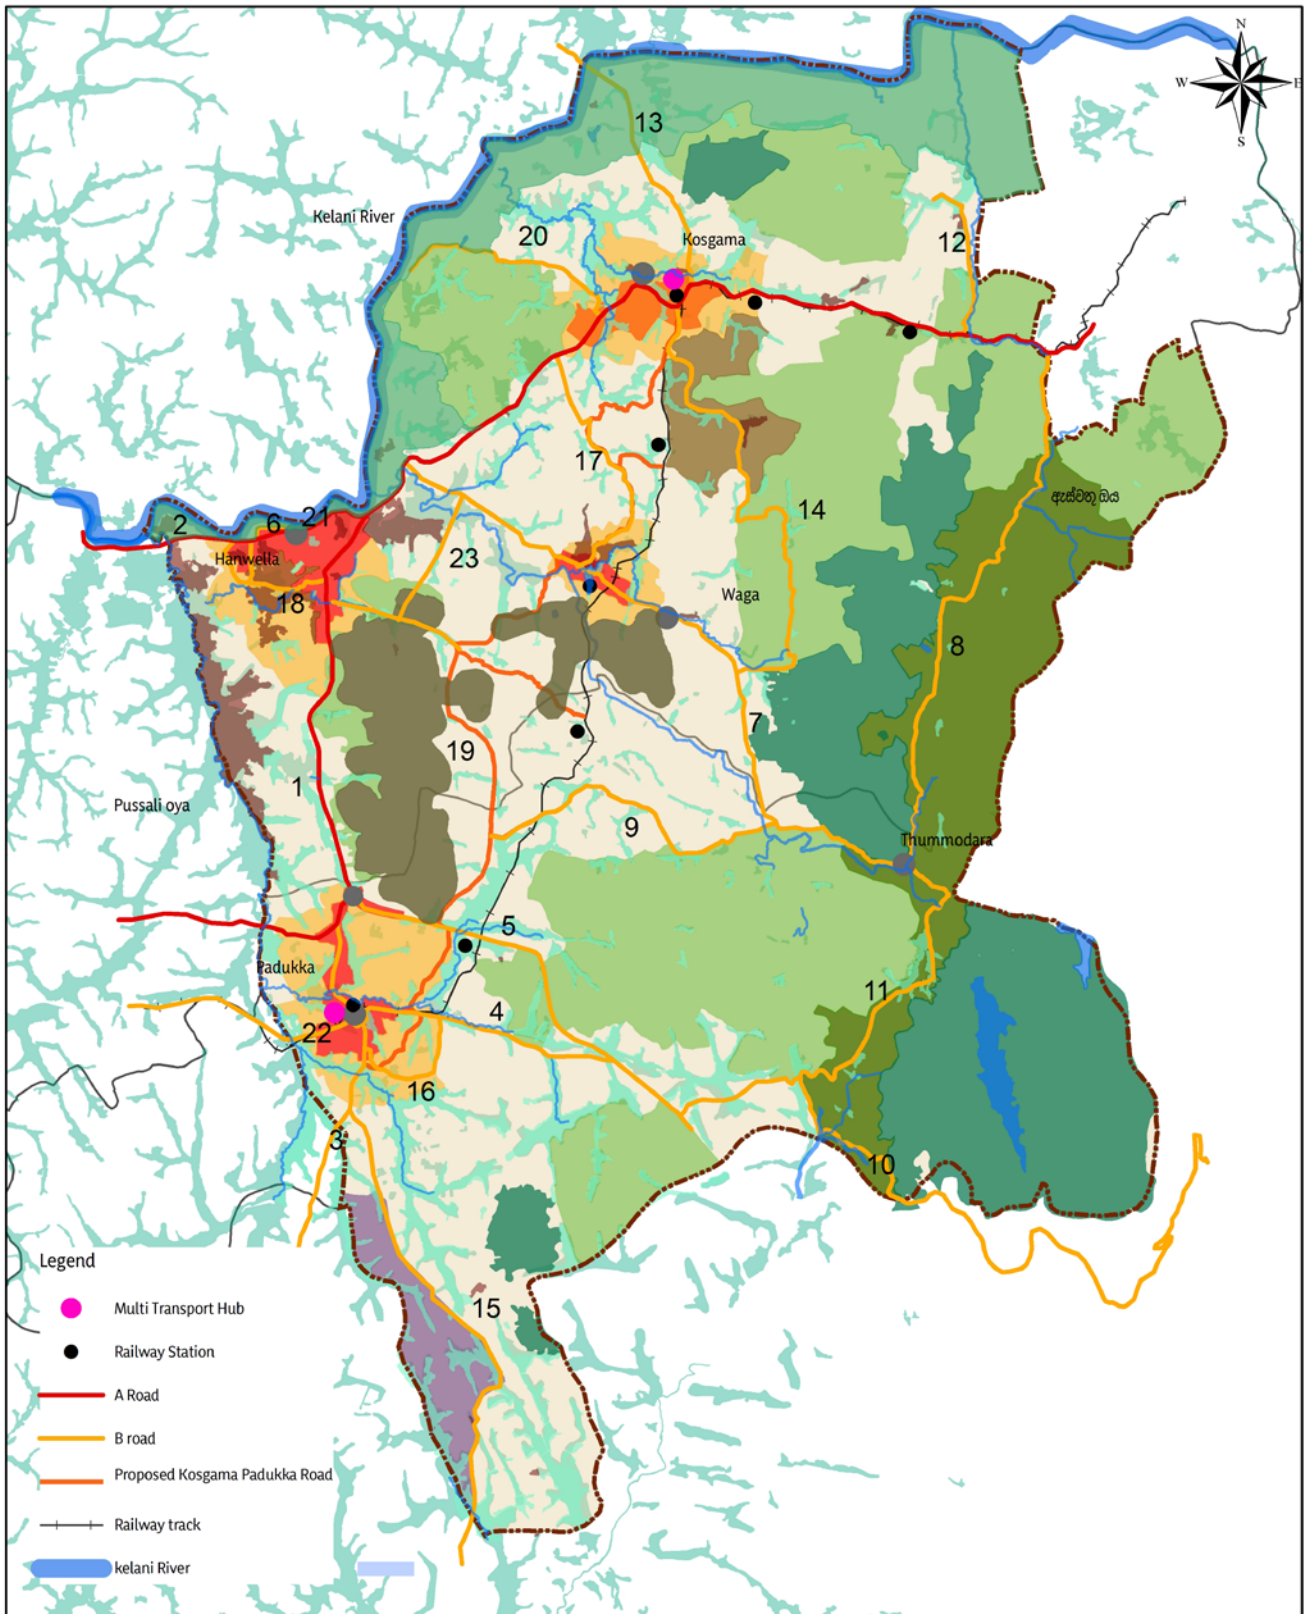 N
W E
S
13
Kelani River
20
Kosgama
12
17
ඇස්වතු ඔය
14
2
6
21
Hanwella
23
18
Waga
8
7
19
1
Pussali oya
9
Thummodara
5
Padukka
11
4
22
16
3
10
15
Legend
Multi Transport Hub
Railway Station
A Road
B road
Proposed Kosgama Padukka Road
Railway track
kelani River